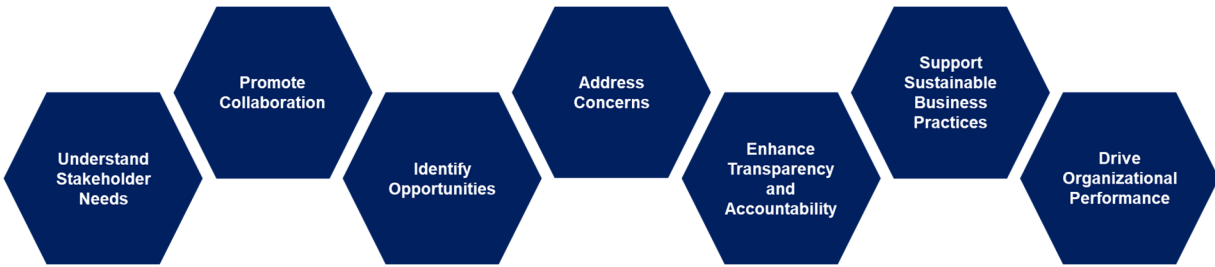 Understand
Stakeholder
Needs
Promote
Collaboration
Identify
Opportunities
Address
Concerns
Enhance
Transparency
and
Accountability
Support
Sustainable
Business
Practices
Drive
Organizational
Performance